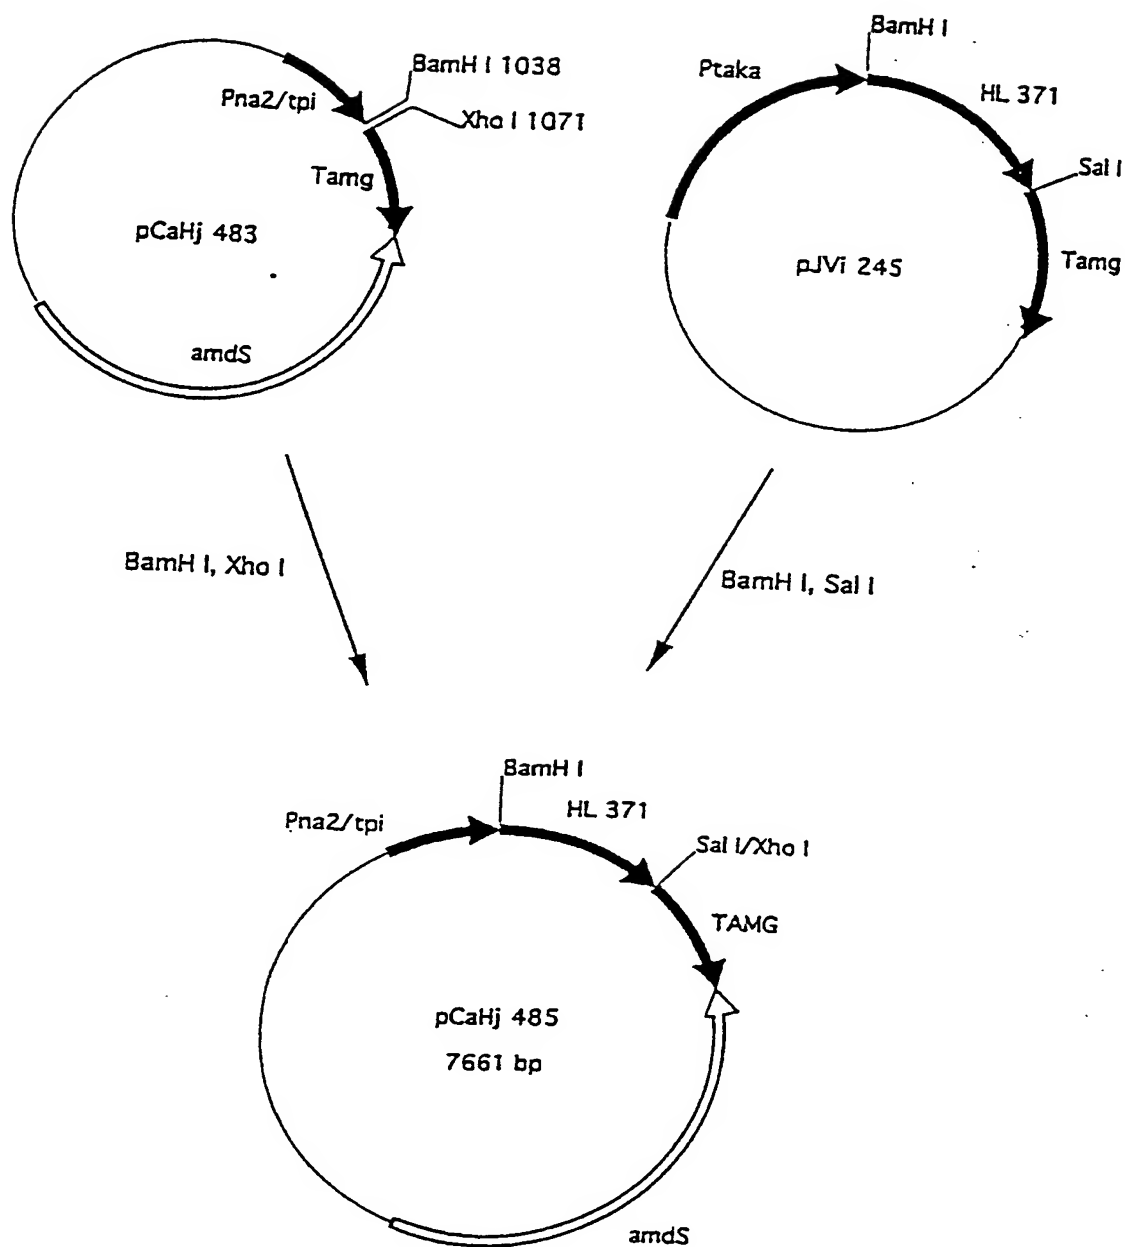 BamH I 1038
Pna2/tpi
Xho I 1071
Tamg
pCaHj 483
amdS
BamH I
Ptaka
HL 371
Sal I
pJVi 245
Tamg
BamH I, Xho I
BamH I, Sal I
BamH I
HL 371
Pna2/tpi
Sal I/Xho I
TAMG
pCaHj 485
7661 bp
amdS